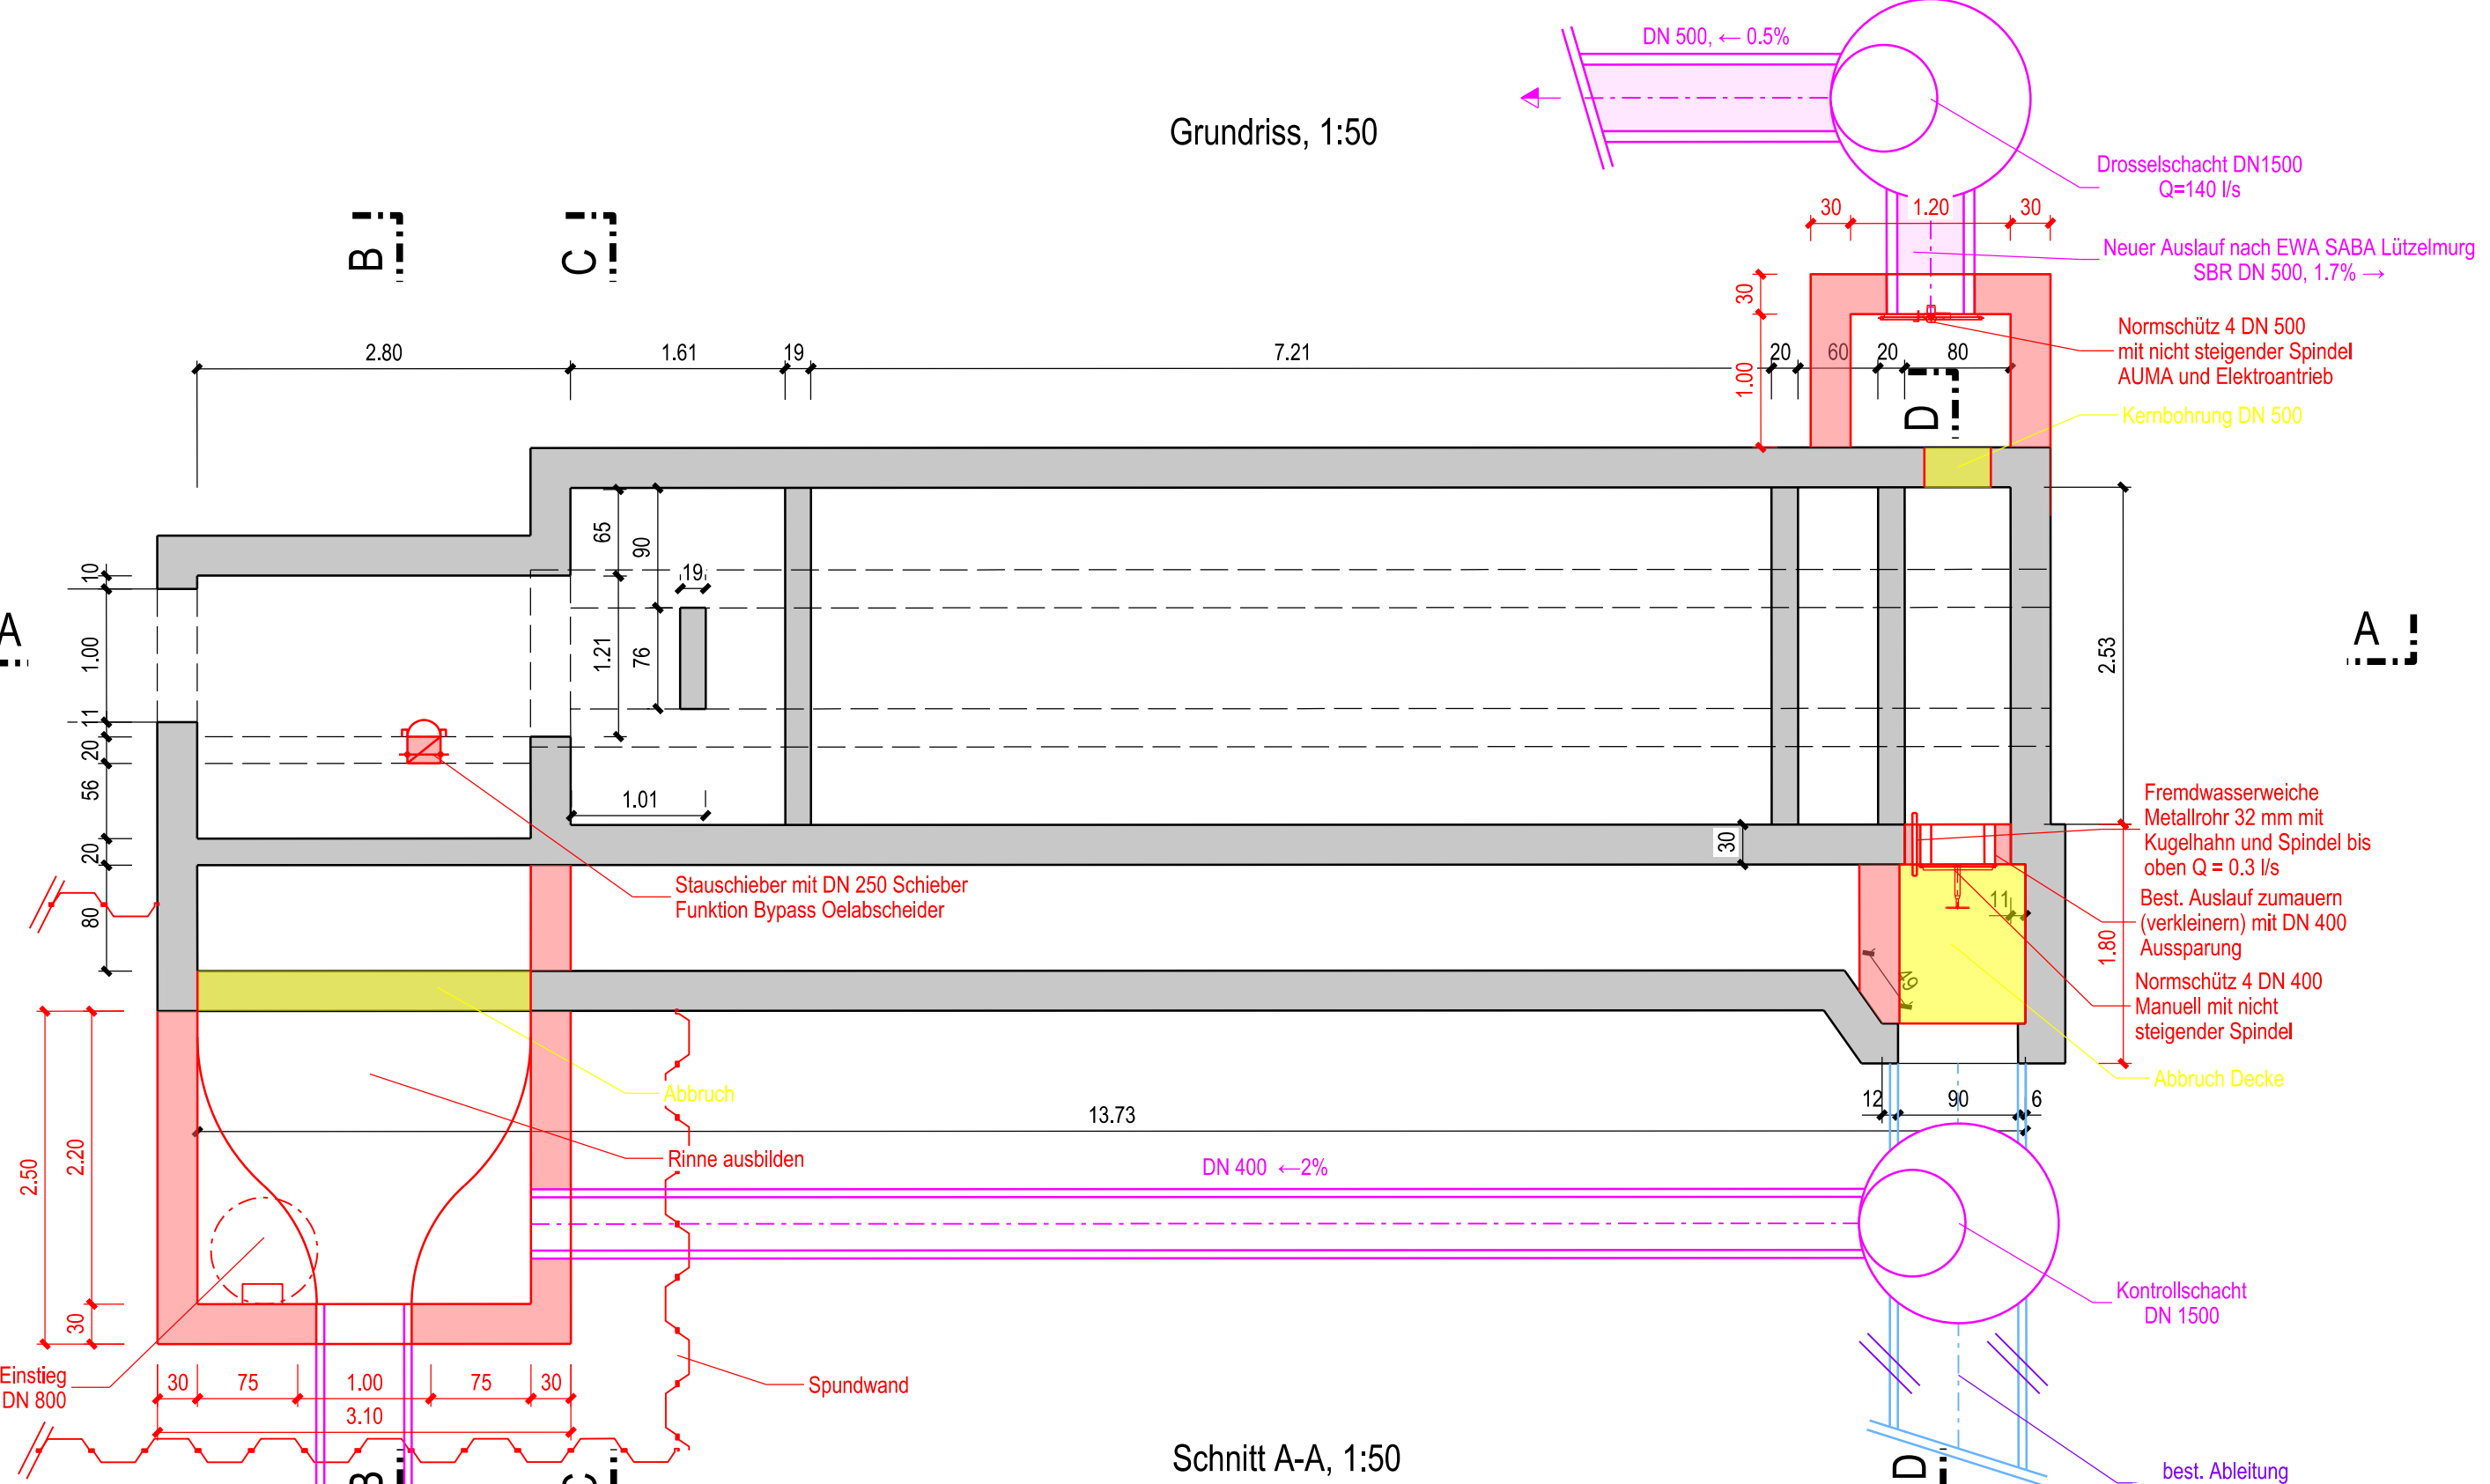 DN 500, ← 0.5%
Grundriss, 1:50
Drosselschacht DN1500
Q=140 l/s
30
1.20
30
Neuer Auslauf nach EWA SABA Lützelmurg
SBR DN 500, 1.7% →
B
C
30
1.00
Normschütz 4 DN 500
mit nicht steigender Spindel
AUMA und Elektroantrieb
2.80
1.61
19
7.21
20
60
20
80
D
Kernbohrung DN 500
65
90
19
1.21
76
1.01
10
1.00
11
20
56
20
80
A
A
2.53
30
Fremdwasserweiche
Metallrohr 32 mm mit
Kugelhahn und Spindel bis
oben Q = 0.3 l/s
Stauschieber mit DN 250 Schieber
Funktion Bypass Oelabscheider
11
1.80
49
Best. Auslauf zumauern
(verkleinern) mit DN 400
Aussparung
Normschütz 4 DN 400
Manuell mit nicht
steigender Spindel
Abbruch
Abbruch Decke
12
90
6
13.73
2.50
2.20
30
Rinne ausbilden
DN 400 ←2%
Kontrollschacht
DN 1500
Einstieg
DN 800
30
75
1.00
75
30
3.10
Spundwand
B
C
Schnitt A-A, 1:50
D
best. Ableitung